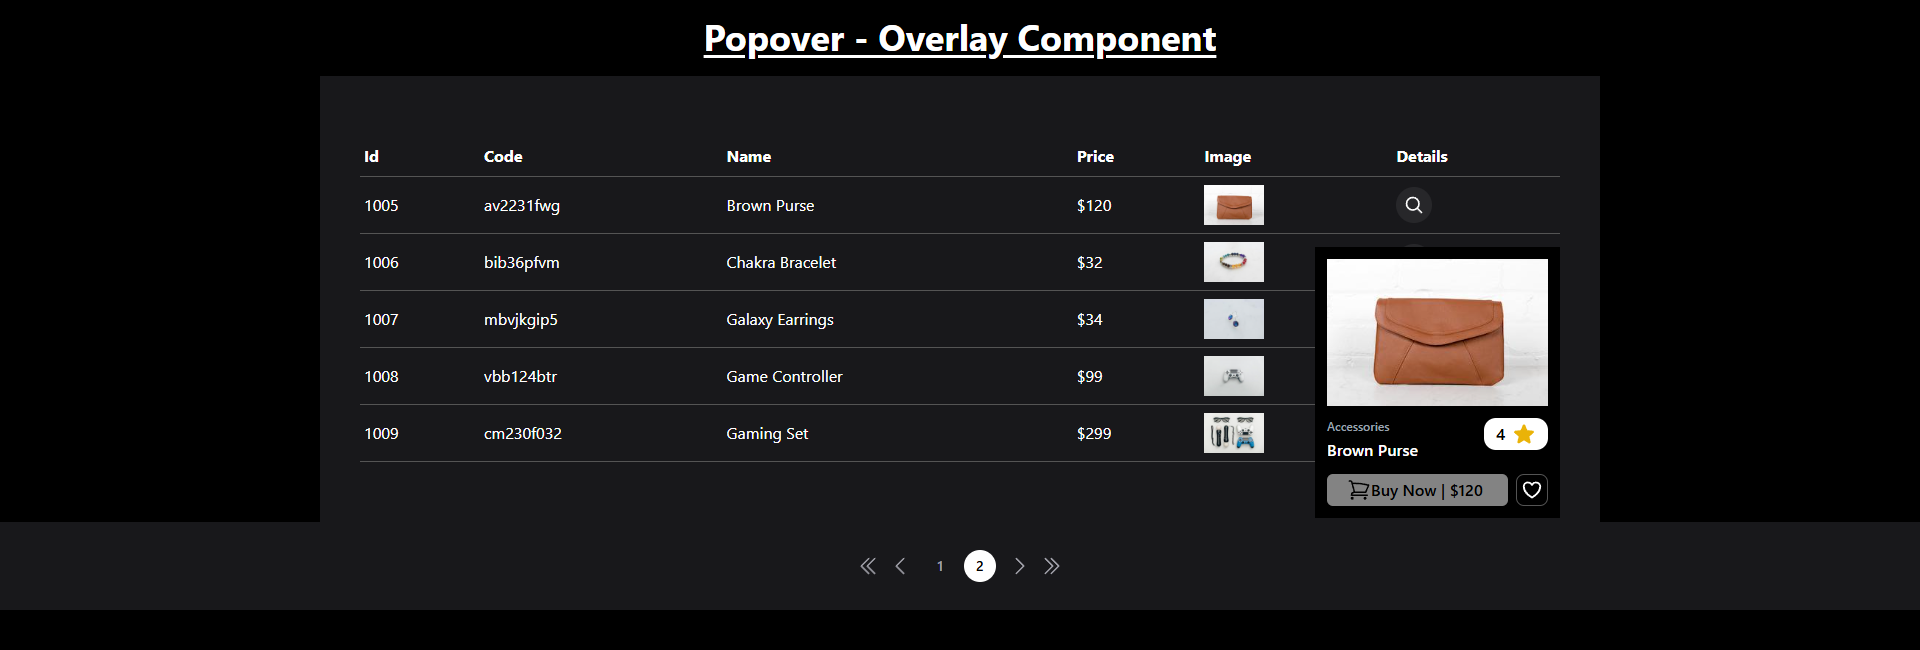 Popover - Overlay Component
Id Code Name Price Image Details
1005 av2231fwg Brown Purse $120
1006 bib36pfvm Chakra Bracelet $32
1007 mbvjkgip5 Galaxy Earrings $34
1008 vbb124btr Game Controller $99
1009 cm230f032 Gaming Set $299
Accessories
Brown Purse
4
Buy Now | $120
1 2